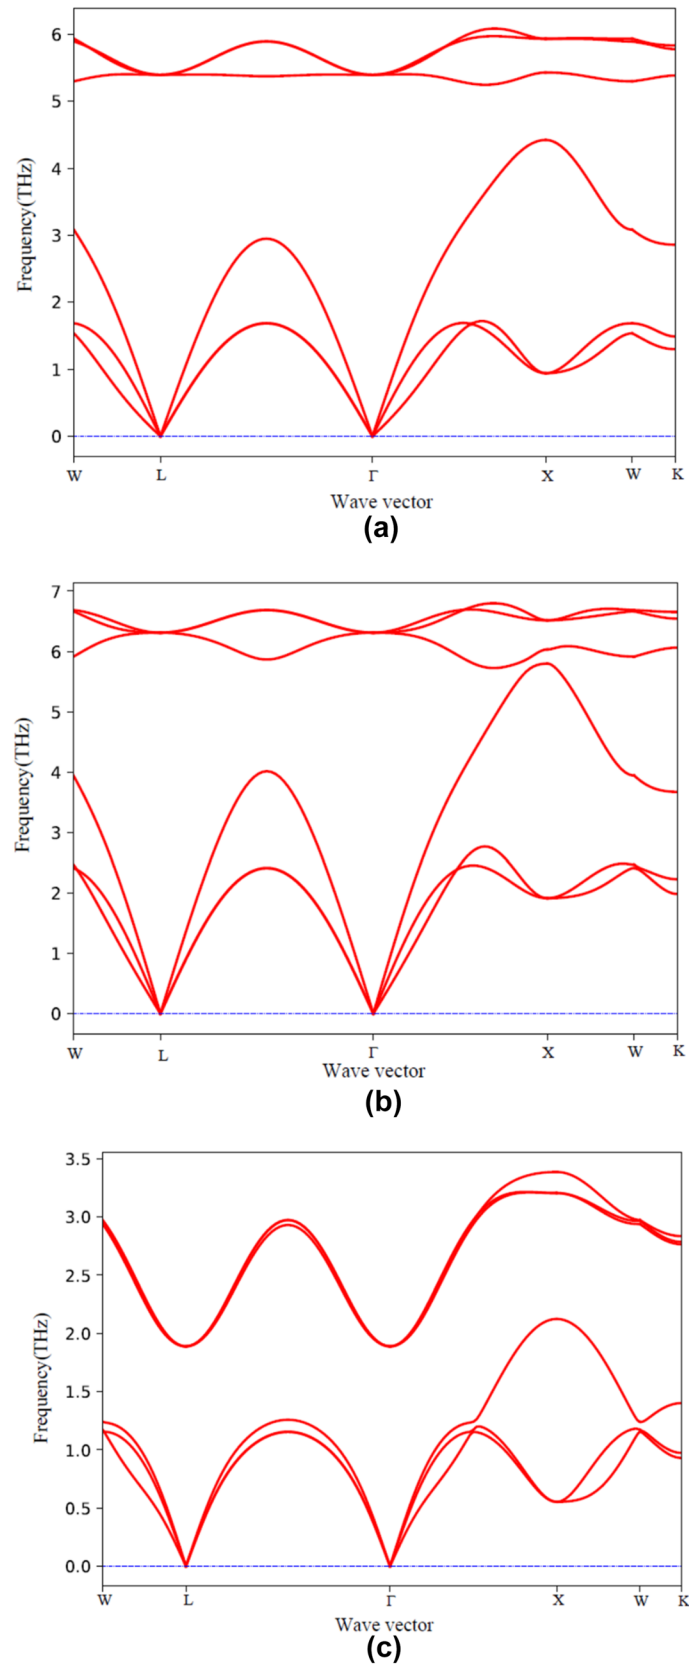 6
5
4
3
2
1
0
Frequency(THz)
W L Γ X W K
Wave vector
(a)
7
6
5
4
3
2
1
0
Frequency(THz)
W L Γ X W K
Wave vector
(b)
3.5
3.0
2.5
2.0
1.5
1.0
0.5
0.0
Frequency(THz)
W L Γ X W K
Wave vector
(c)